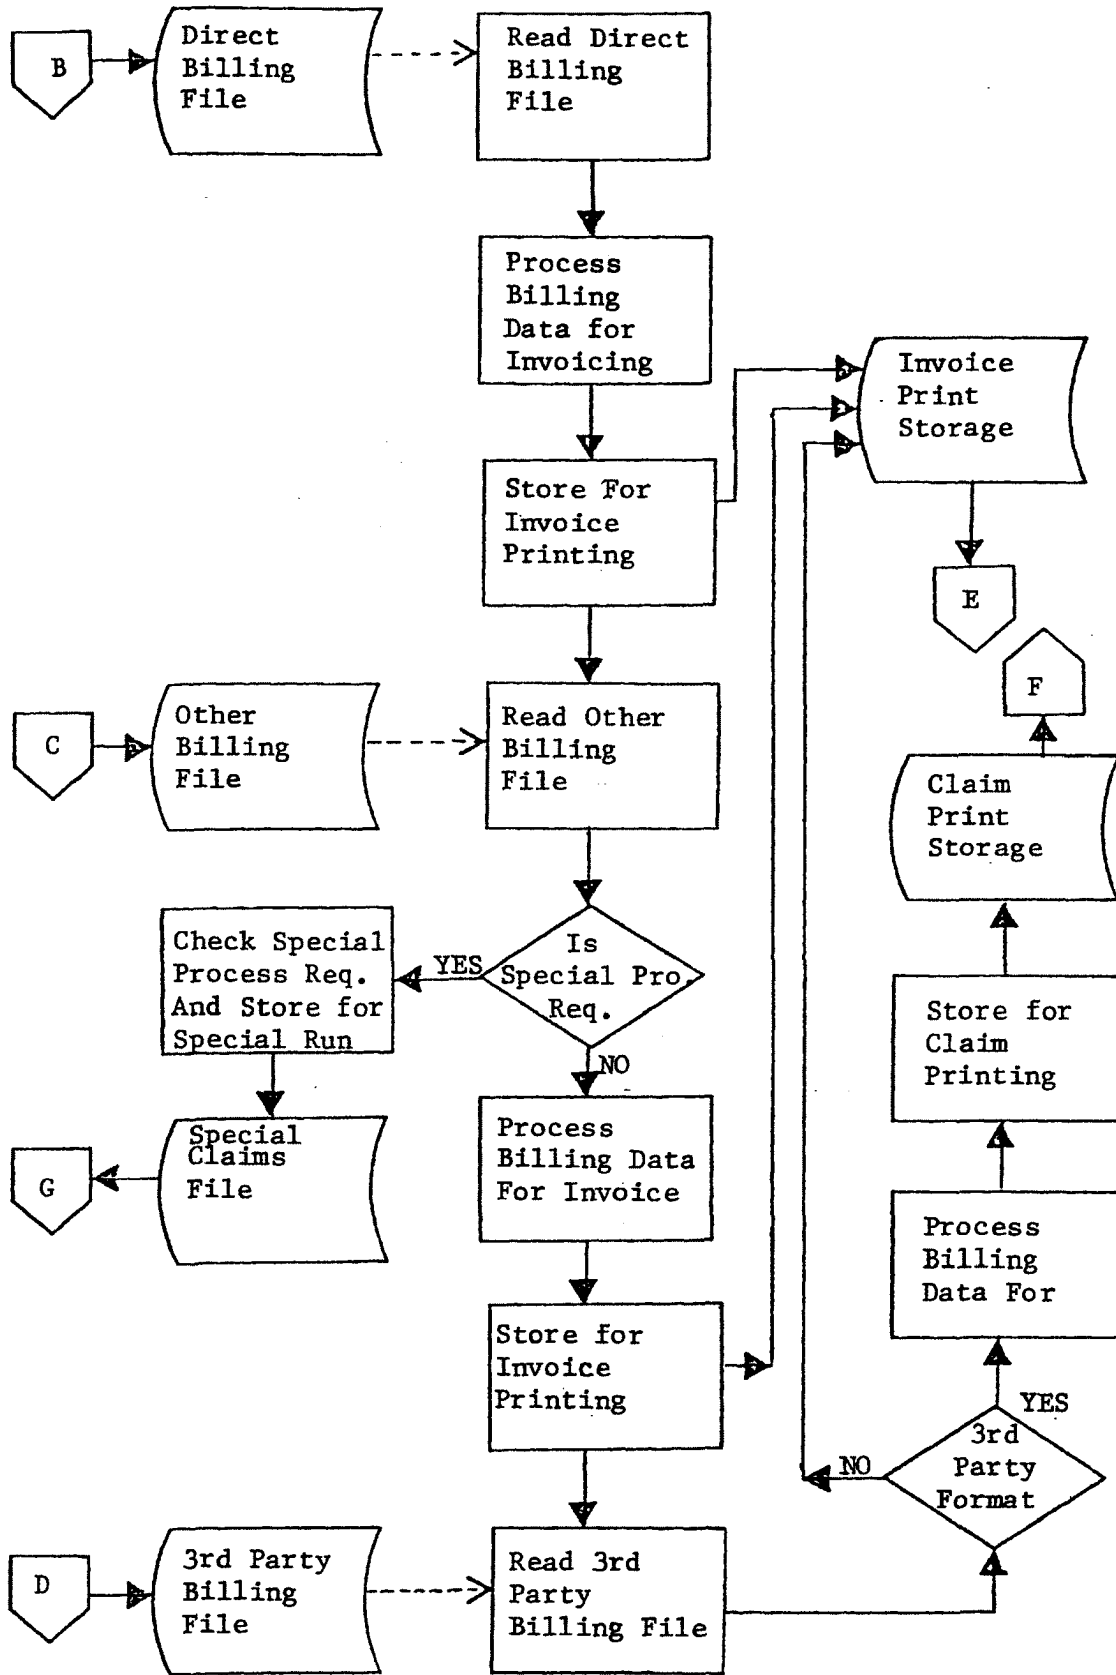 B
Direct
Billing
File
Read Direct
Billing
File
Process
Billing
Data for
Invoicing
Store For
Invoice
Printing
Invoice
Print
Storage
E
F
C
Other
Billing
File
Read Other
Billing
File
Claim
Print
Storage
Is
Special Pro.
Req.
YES
Check Special
Process Req.
And Store for
Special Run
NO
Store for
Claim
Printing
G
Special
Claims
File
Process
Billing Data
For Invoice
Process
Billing
Data For
Store for
Invoice
Printing
YES
3rd
Party
Format
NO
D
3rd Party
Billing
File
Read 3rd
Party
Billing File